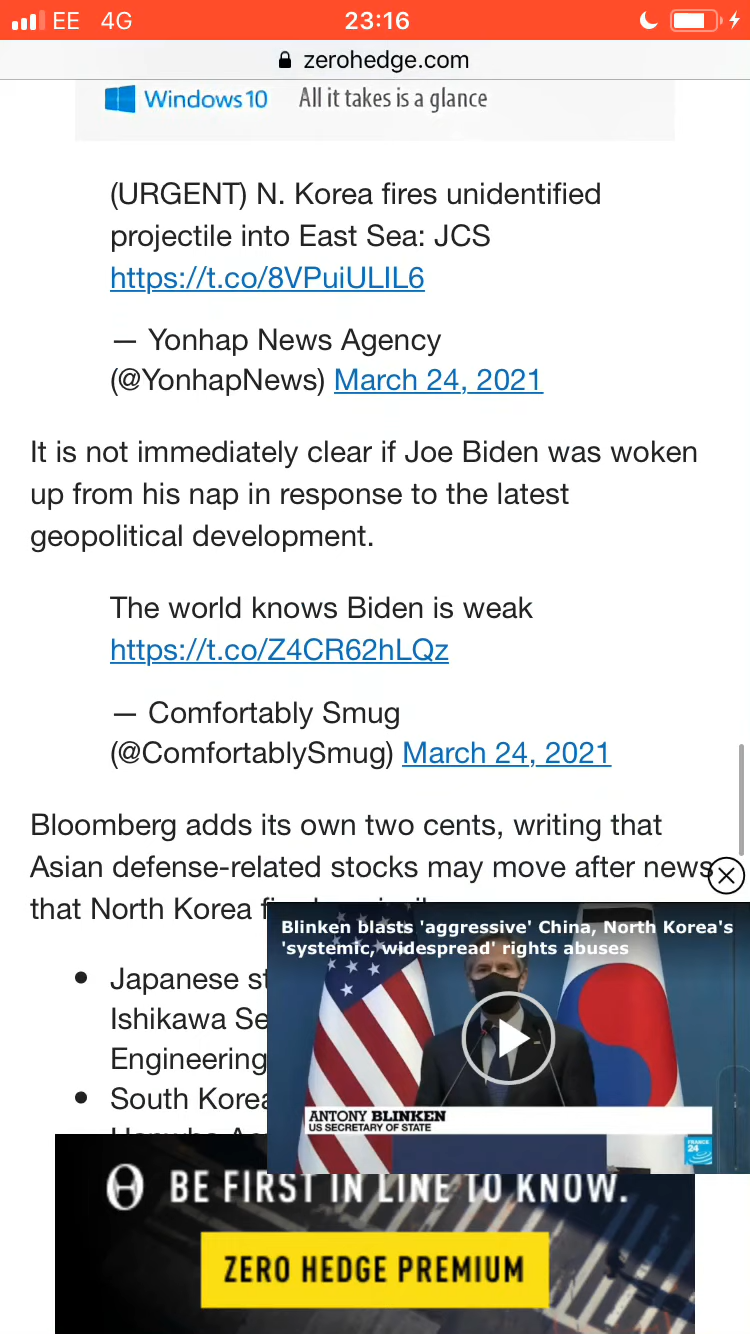 EE 4G 23:16
zerohedge.com
Windows 10 All it takes is a glance
(URGENT) N. Korea fires unidentified
projectile into East Sea: JCS
https://t.co/8VPuiULIL6
— Yonhap News Agency
(@YonhapNews) March 24, 2021
It is not immediately clear if Joe Biden was woken
up from his nap in response to the latest
geopolitical development.
The world knows Biden is weak
https://t.co/Z4CR62hLQz
— Comfortably Smug
(@ComfortablySmug) March 24, 2021
Bloomberg adds its own two cents, writing that
Asian defense-related stocks may move after news
that North Korea
Blinken blasts 'aggressive' China, North Korea's
'systemic, widespread' rights abuses
• Japanese
Ishikawa
Engineering
• South
ANTONY BLINKEN
US SECRETARY OF STATE
FRANCE
24
BE FIRST IN LINE TO KNOW.
ZERO HEDGE PREMIUM